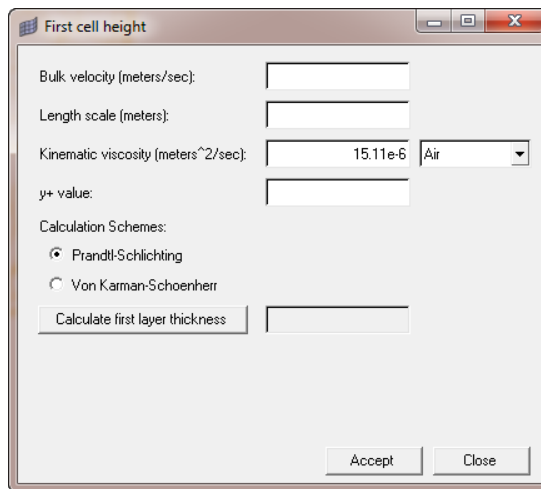 First cell height
Bulk velocity (meters/sec):
Length scale (meters):
Kinematic viscosity (meters^2/sec): 15.11e-6 Air
y+ value:
Calculation Schemes:
Prandtl-Schlichting
Von Karman-Schoenherr
Calculate first layer thickness
Accept Close